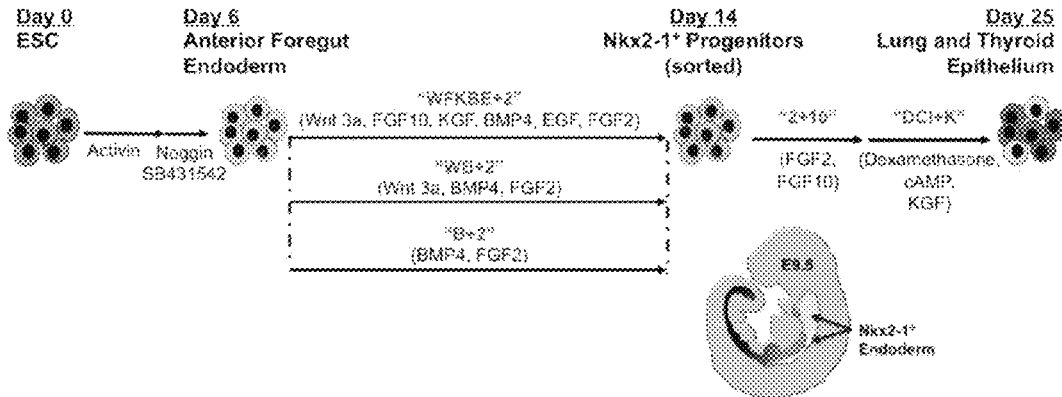 Day 0
ESC
Day 6
Anterior Foregut
Endoderm
Day 14
Nkx2-1+ Progenitors
(sorted)
Day 25
Lung and Thyroid
Epithelium
Activin
Noggin
SB431542
"WFKBE+2"
(Wnt 3a, FGF10, KGF, BMP4, EGF, FGF2)
"WB+2"
(Wnt 3a, BMP4, FGF2)
"B+2"
(BMP4, FGF2)
"2+10"
(FGF2,
FGF10)
"DCI+K"
(Dexamethasone,
cAMP,
KGF)
E9.5
Nkx2-1+
Endoderm